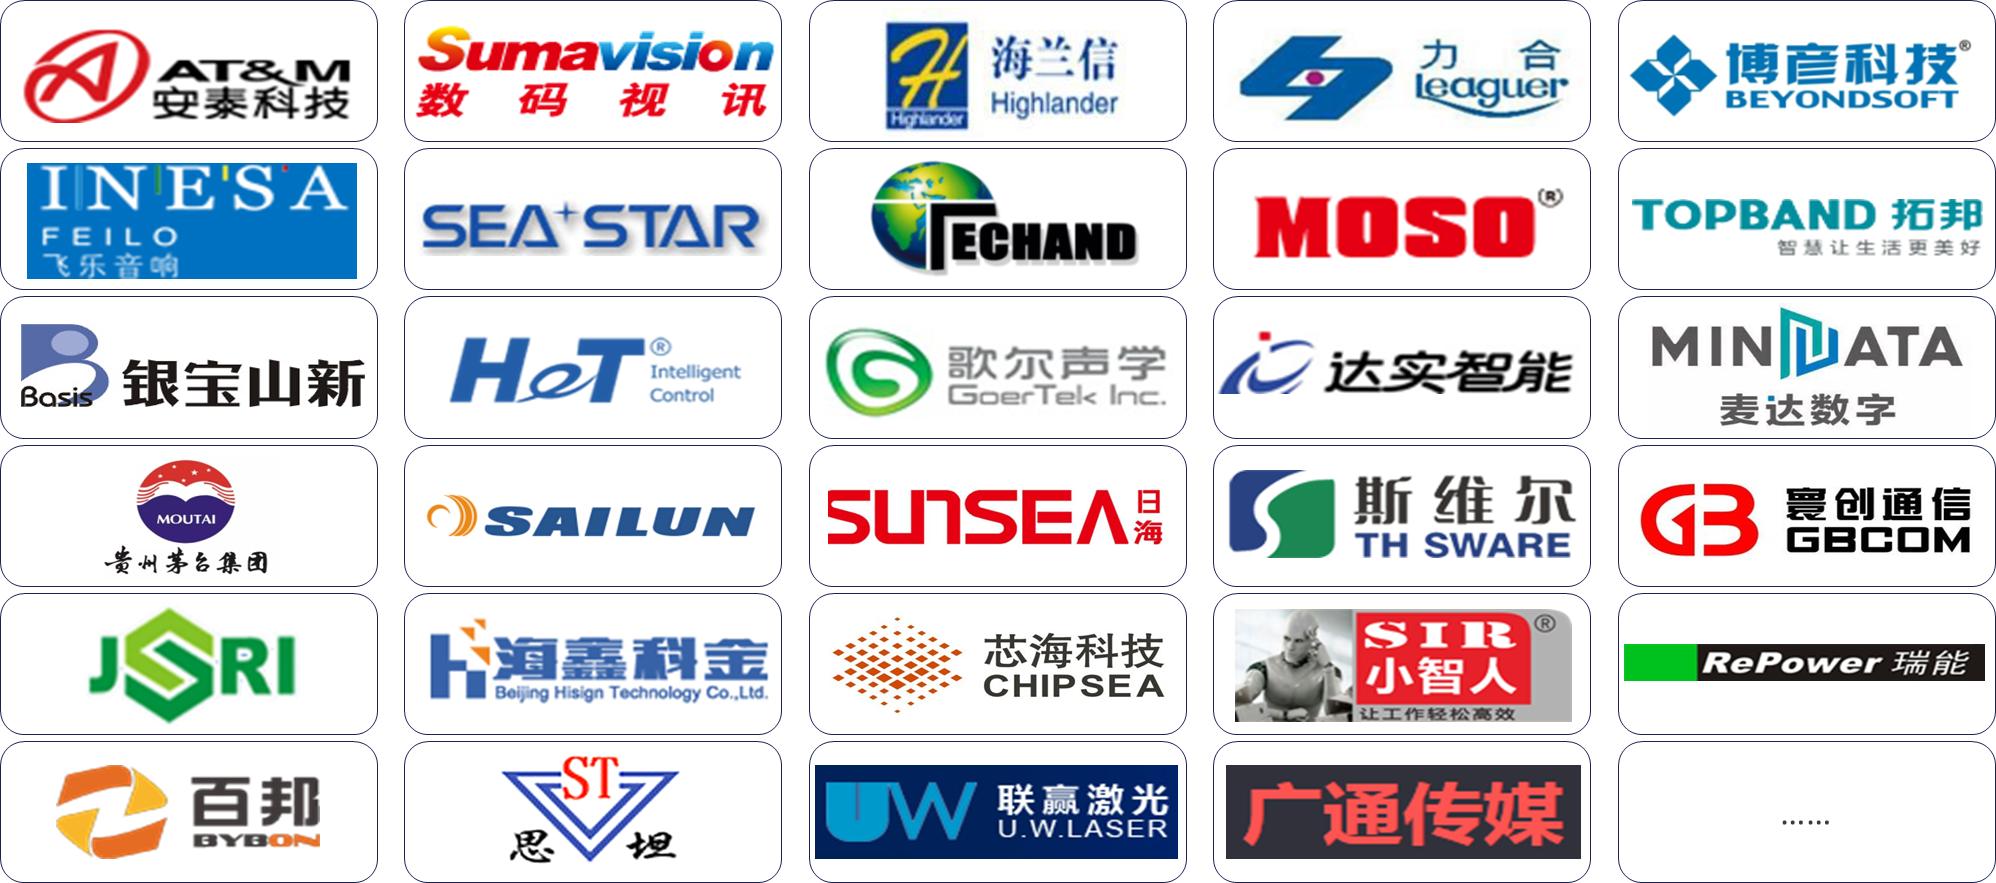 AT&M
安泰科技
Sumavision
数码视讯
Highlander
海兰信
Highlander
力合
Leaguer
博彦科技®
BEYONDSOFT
INESA
FEILO
飞乐音响
SEA STAR
TECHAND
MOSO®
TOPBAND 拓邦
智慧让生活更美好
Basis
银宝山新
HeT®
Intelligent
Control
歌尔声学
GoerTek Inc.
达实智能
MINDATA
麦达数字
MOUTAI
贵州茅台集团
SAILUN
SUNSEA
日海
斯维尔
TH SWARE
GB
寰创通信
GBCOM
JSRI
海鑫科金
Beijing Hisign Technology Co.,Ltd.
芯海科技
CHIPSEA
SIR®
小智人
让工作轻松高效
RePower 瑞能
百邦
BYBON
ST
思坦
UW
联赢激光
U.W.LASER
广通传媒
……